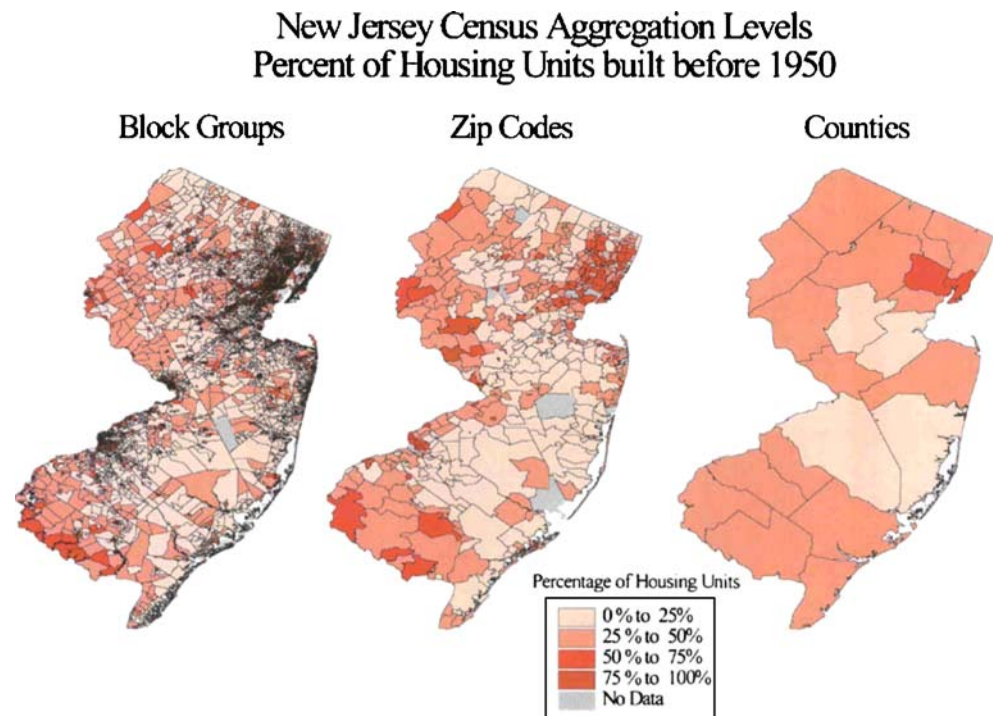 New Jersey Census Aggregation Levels
Percent of Housing Units built before 1950
Block Groups
Zip Codes
Counties
Percentage of Housing Units
0 % to 25%
25 % to 50%
50 % to 75%
75 % to 100%
No Data